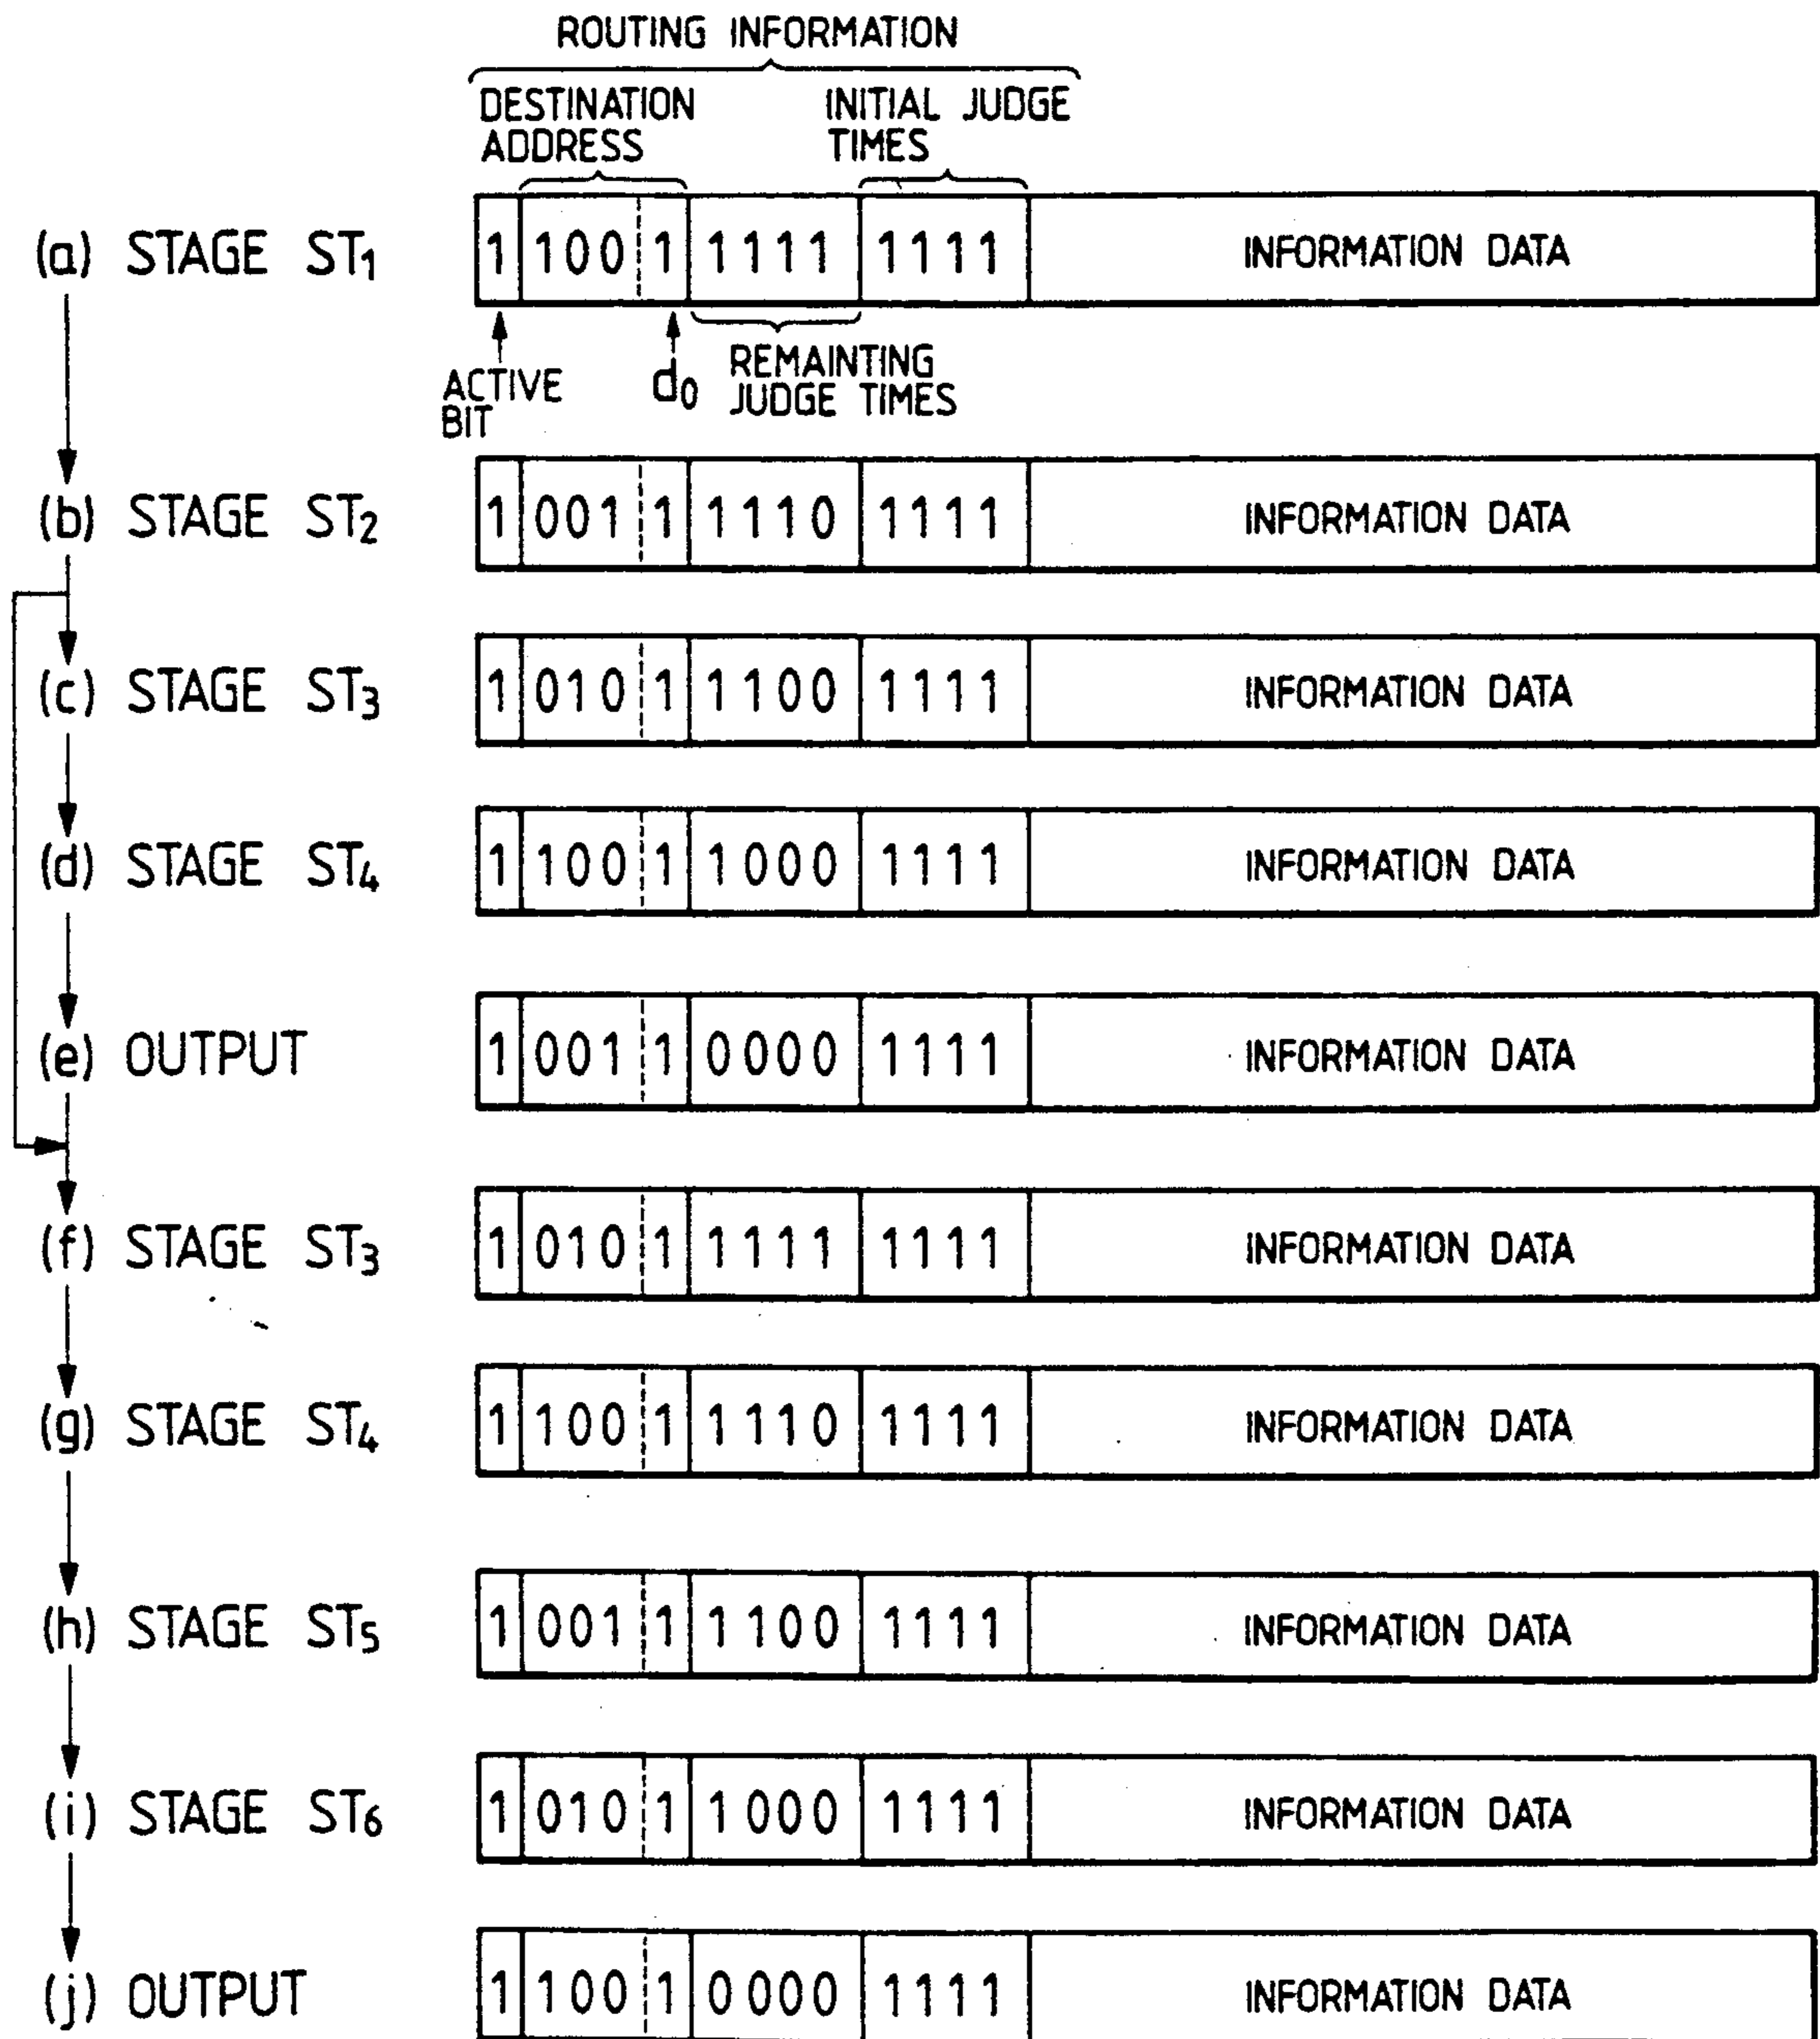 ROUTING INFORMATION
DESTINATION ADDRESS
INITIAL JUDGE TIMES
(a) STAGE ST1 1 100 1 1111 1111 INFORMATION DATA
ACTIVE BIT
d0
REMAINTING JUDGE TIMES
(b) STAGE ST2 1 001 1 1110 1111 INFORMATION DATA
(c) STAGE ST3 1 010 1 1100 1111 INFORMATION DATA
(d) STAGE ST4 1 100 1 1000 1111 INFORMATION DATA
(e) OUTPUT 1 001 1 0000 1111 INFORMATION DATA
(f) STAGE ST3 1 010 1 1111 1111 INFORMATION DATA
(g) STAGE ST4 1 100 1 1110 1111 INFORMATION DATA
(h) STAGE ST5 1 001 1 1100 1111 INFORMATION DATA
(i) STAGE ST6 1 010 1 1000 1111 INFORMATION DATA
(j) OUTPUT 1 100 1 0000 1111 INFORMATION DATA